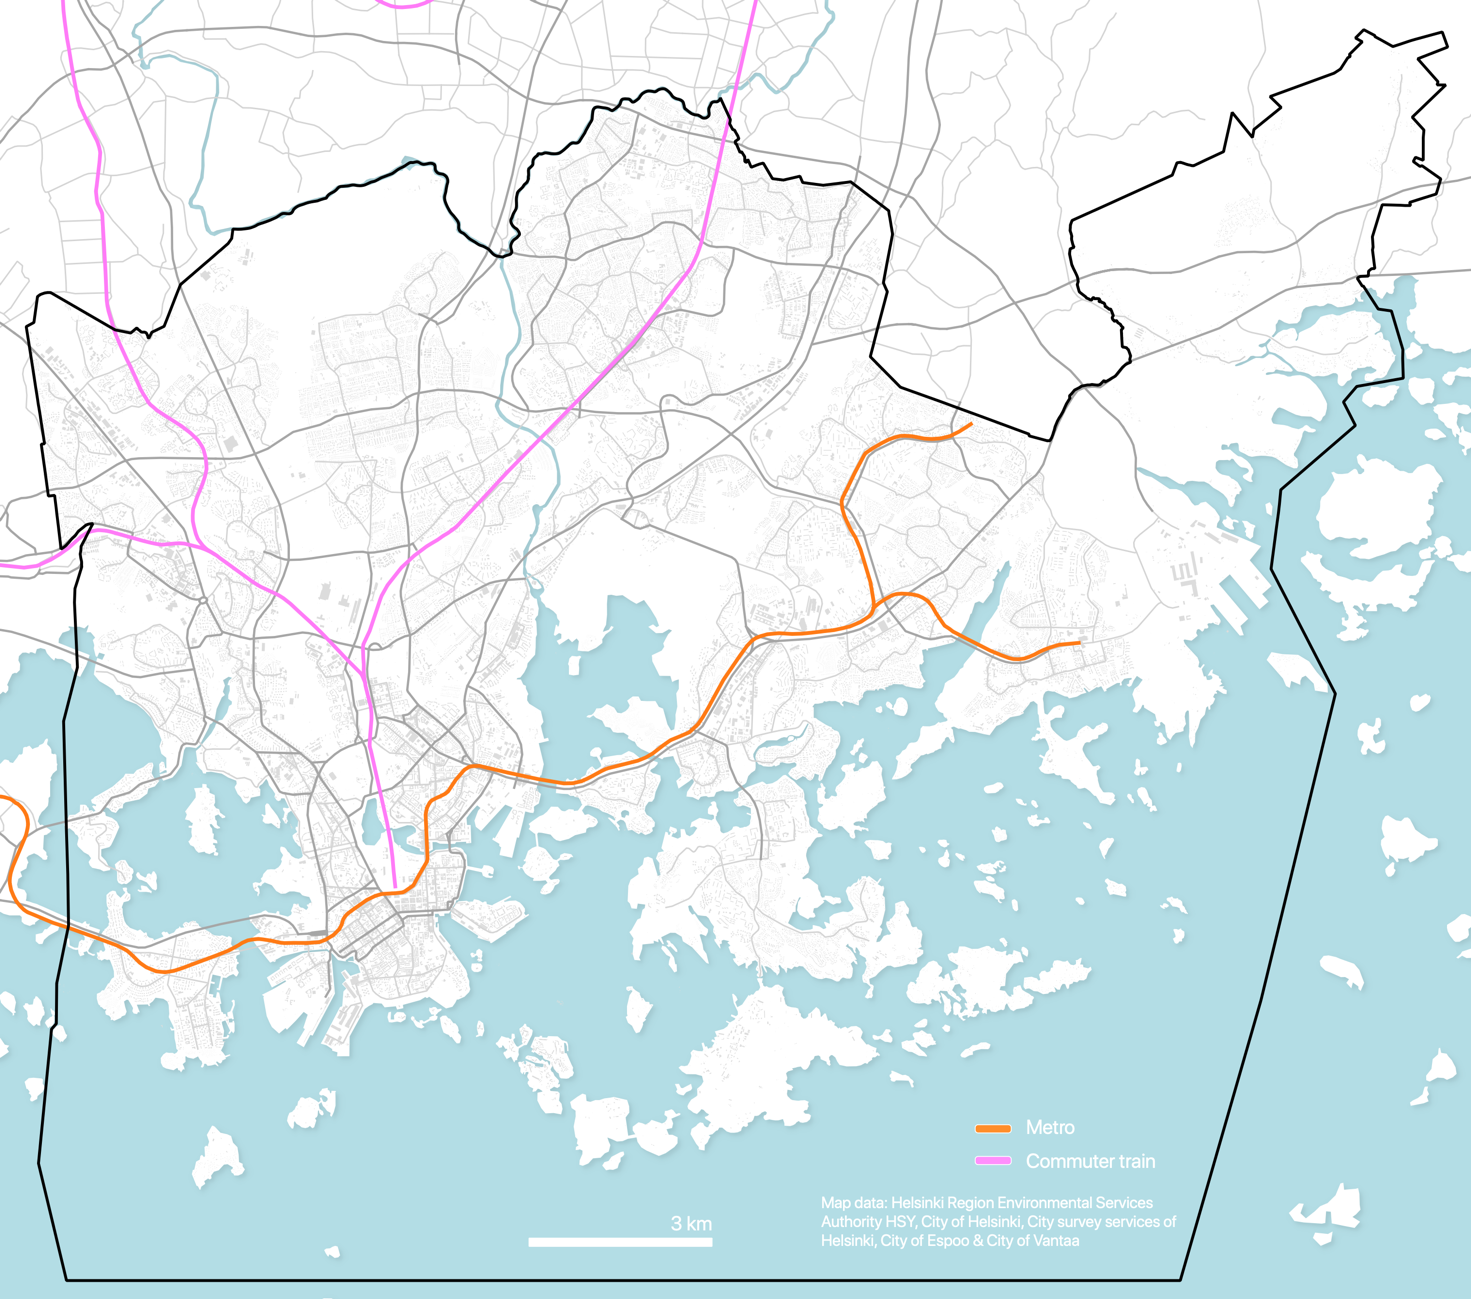 Metro
Commuter train
3 km
Map data: Helsinki Region Environmental Services
Authority HSY, City of Helsinki, City survey services of
Helsinki, City of Espoo & City of Vantaa